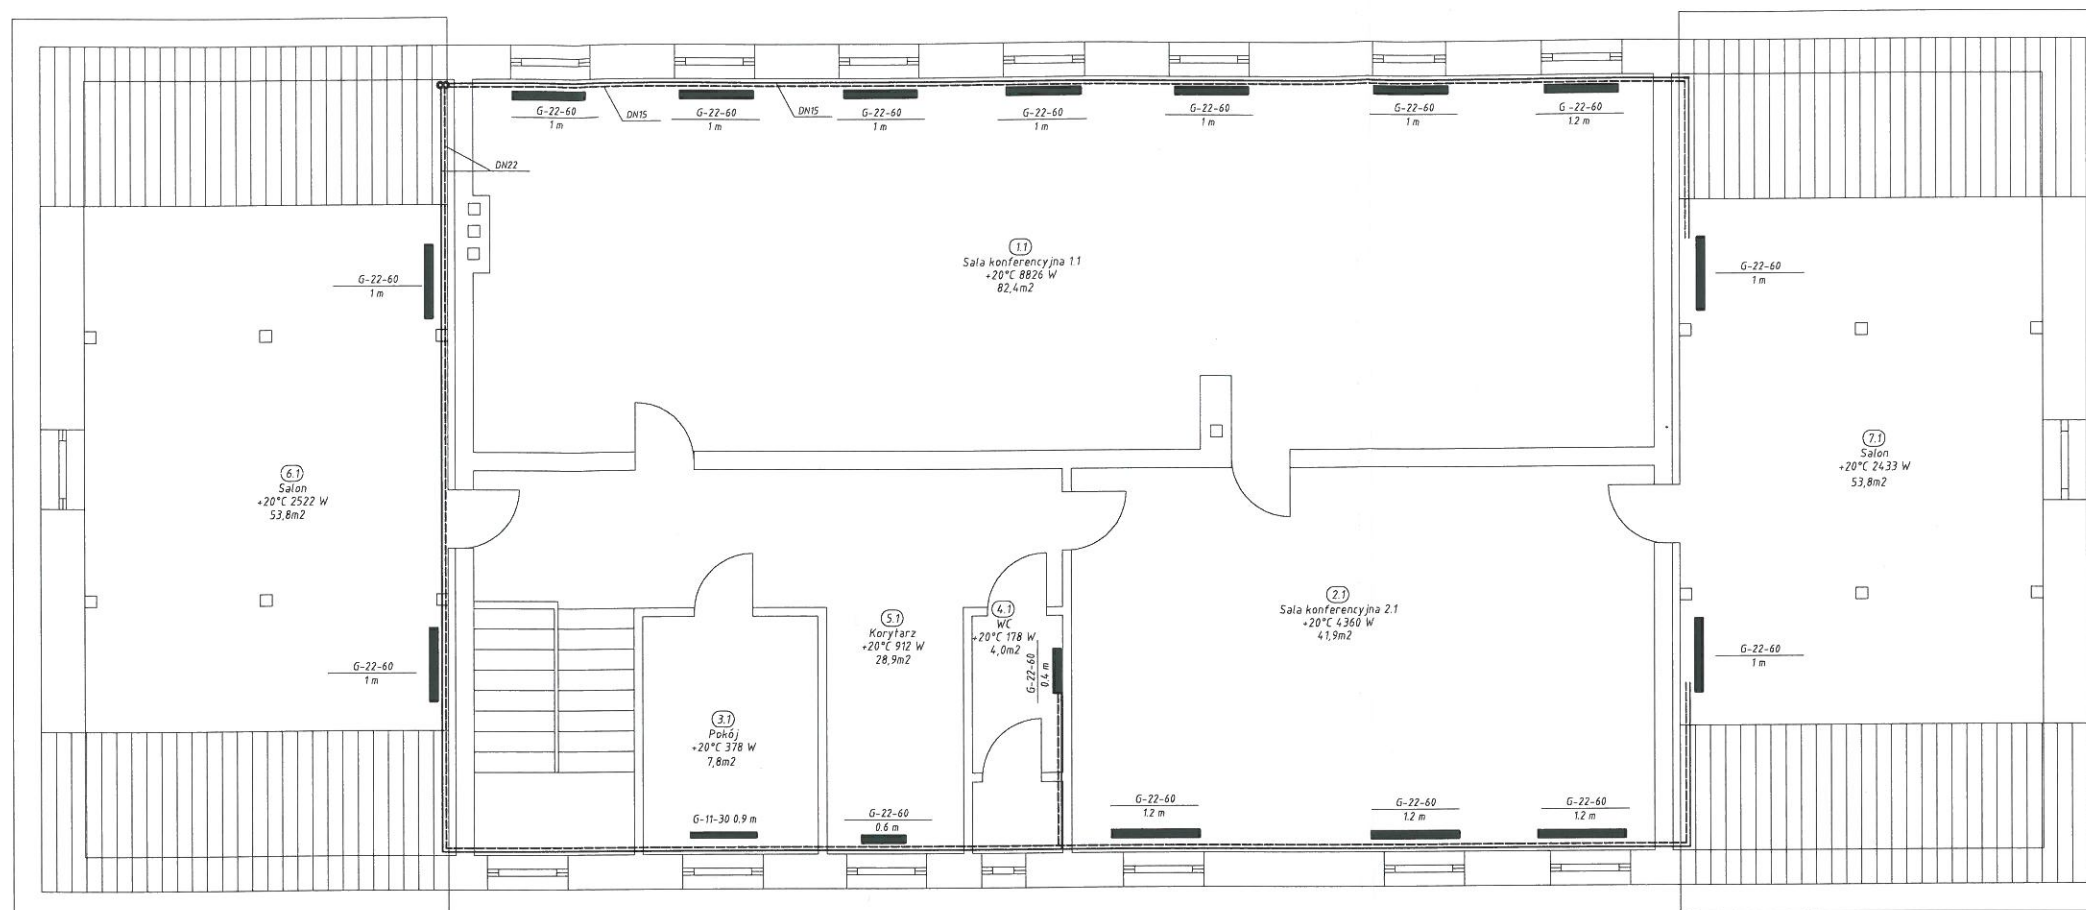 G-22-60
1 m
DN15
G-22-60
1 m
DN15
G-22-60
1 m
G-22-60
1 m
G-22-60
1 m
G-22-60
1 m
G -22-60
1.2 m
DN22
G-22-60
1 m
1.1
Sala konferencyjna 1.1
+20°C 8826 W
82,4m2
G-22-60
1 m
6.1
Salon
+20°C 2522 W
53,8m2
7.1
Salon
+20°C 2433 W
53,8m2
G-22-60
1 m
5.1
Korytarz
+20°C 912 W
28,9m2
4.1
WC
+20°C 178 W
4,0m2
G-22-60
0.4 m
2.1
Sala konferencyjna 2.1
+20°C 4360 W
41,9m2
G-22-60
1 m
3.1
Pokój
+20°C 378 W
7,8m2
G-11-30 0.9 m
G-22-60
0.6 m
G-22-60
1.2 m
G-22-60
1.2 m
G-22-60
1.2 m